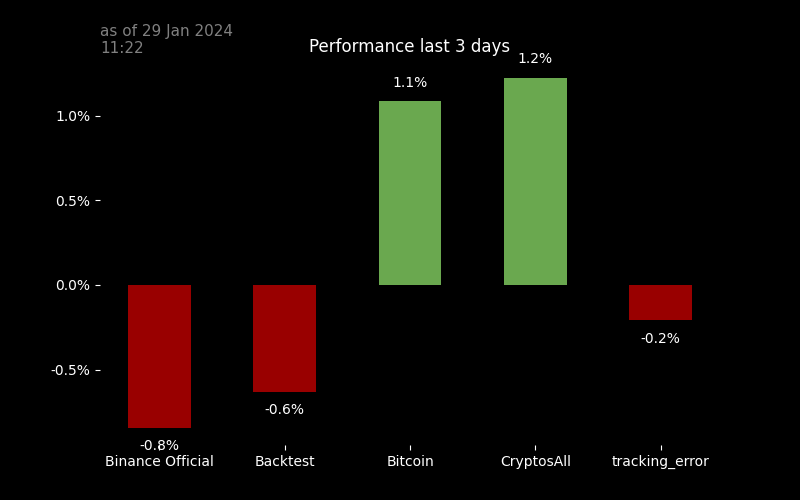 as of 29 Jan 2024
11:22
Performance last 3 days
1.2%
1.1%
1.0%
0.5%
0.0%
-0.5%
-0.2%
-0.6%
-0.8%
Binance Official
Backtest
Bitcoin
CryptosAll
tracking_error